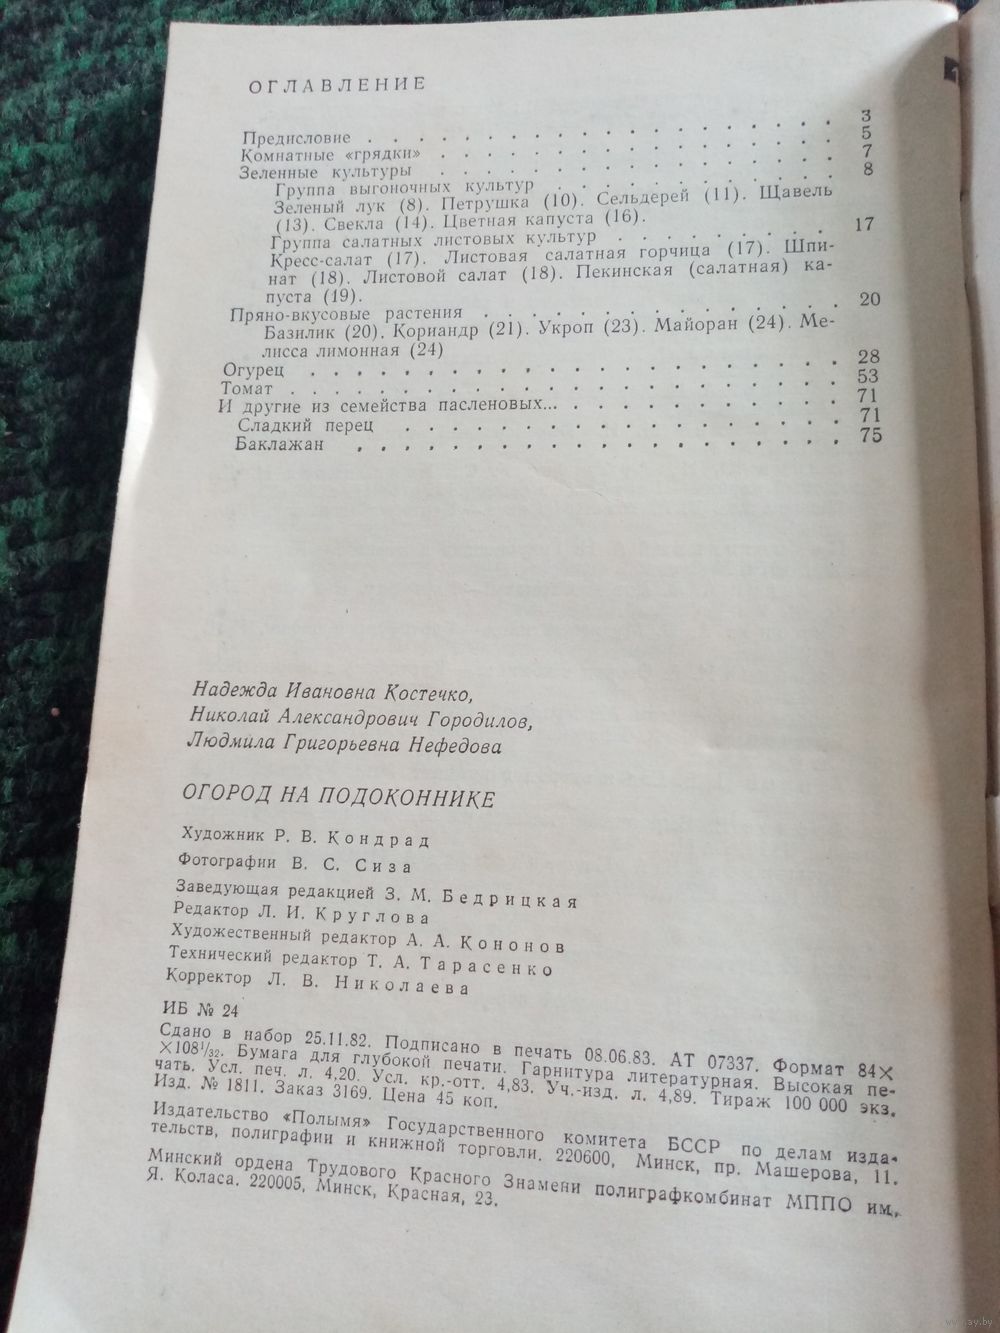 ОГЛАВЛЕНИЕ
Предисловие . . . . . . . . . . . . . . . 3
Комнатные «грядки» . . . . . . . . . . . . . 5
Зеленные культуры . . . . . . . . . . . . . 7
Группа выгоночных культур . . . . . . . . . 8
Зеленый лук (8). Петрушка (10). Сельдерей (11). Щавель
(13). Свекла (14). Цветная капуста (16).
Группа салатных листовых культур . . . . . . . 17
Кресс-салат (17). Листовая салатная горчица (17). Шпи-
нат (18). Листовой салат (18). Пекинская (салатная) ка-
пуста (19).
Пряно-вкусовые растения . . . . . . . . . . . 20
Базилик (20). Кориандр (21). Укроп (23). Майоран (24). Ме-
лисса лимонная (24)
Огурец . . . . . . . . . . . . . . . . . 28
Томат . . . . . . . . . . . . . . . . . . 53
И другие из семейства пасленовых... . . . . . . . . . 71
Сладкий перец . . . . . . . . . . . . . . 71
Баклажан . . . . . . . . . . . . . . . 75
Надежда Ивановна Костечко,
Николай Александрович Городилов,
Людмила Григорьевна Нефедова
ОГОРОД НА ПОДОКОННИКЕ
Художник Р. В. Кондрад
Фотографии В. С. Сиза
Заведующая редакцией З. М. Бедрицкая
Редактор Л. И. Круглова
Художественный редактор А. А. Кононов
Технический редактор Т. А. Тарасенко
Корректор Л. В. Николаева
ИБ № 24
Сдано в набор 25.11.82. Подписано в печать 08.06.83. АТ 07337. Формат 84×
×108¹/₃₂. Бумага для глубокой печати. Гарнитура литературная. Высокая пе-
чать. Усл. печ. л. 4,20. Усл. кр.-отт. 4,83. Уч.-изд. л. 4,89. Тираж 100 000 экз.
Изд. № 1811. Заказ 3169. Цена 45 коп.
Издательство «Полымя» Государственного комитета БССР по делам изда-
тельств, полиграфии и книжной торговли. 220600, Минск, пр. Машерова, 11.
Минский ордена Трудового Красного Знамени полиграфкомбинат МППО им.
Я. Коласа. 220005, Минск, Красная, 23.
www.ay.by